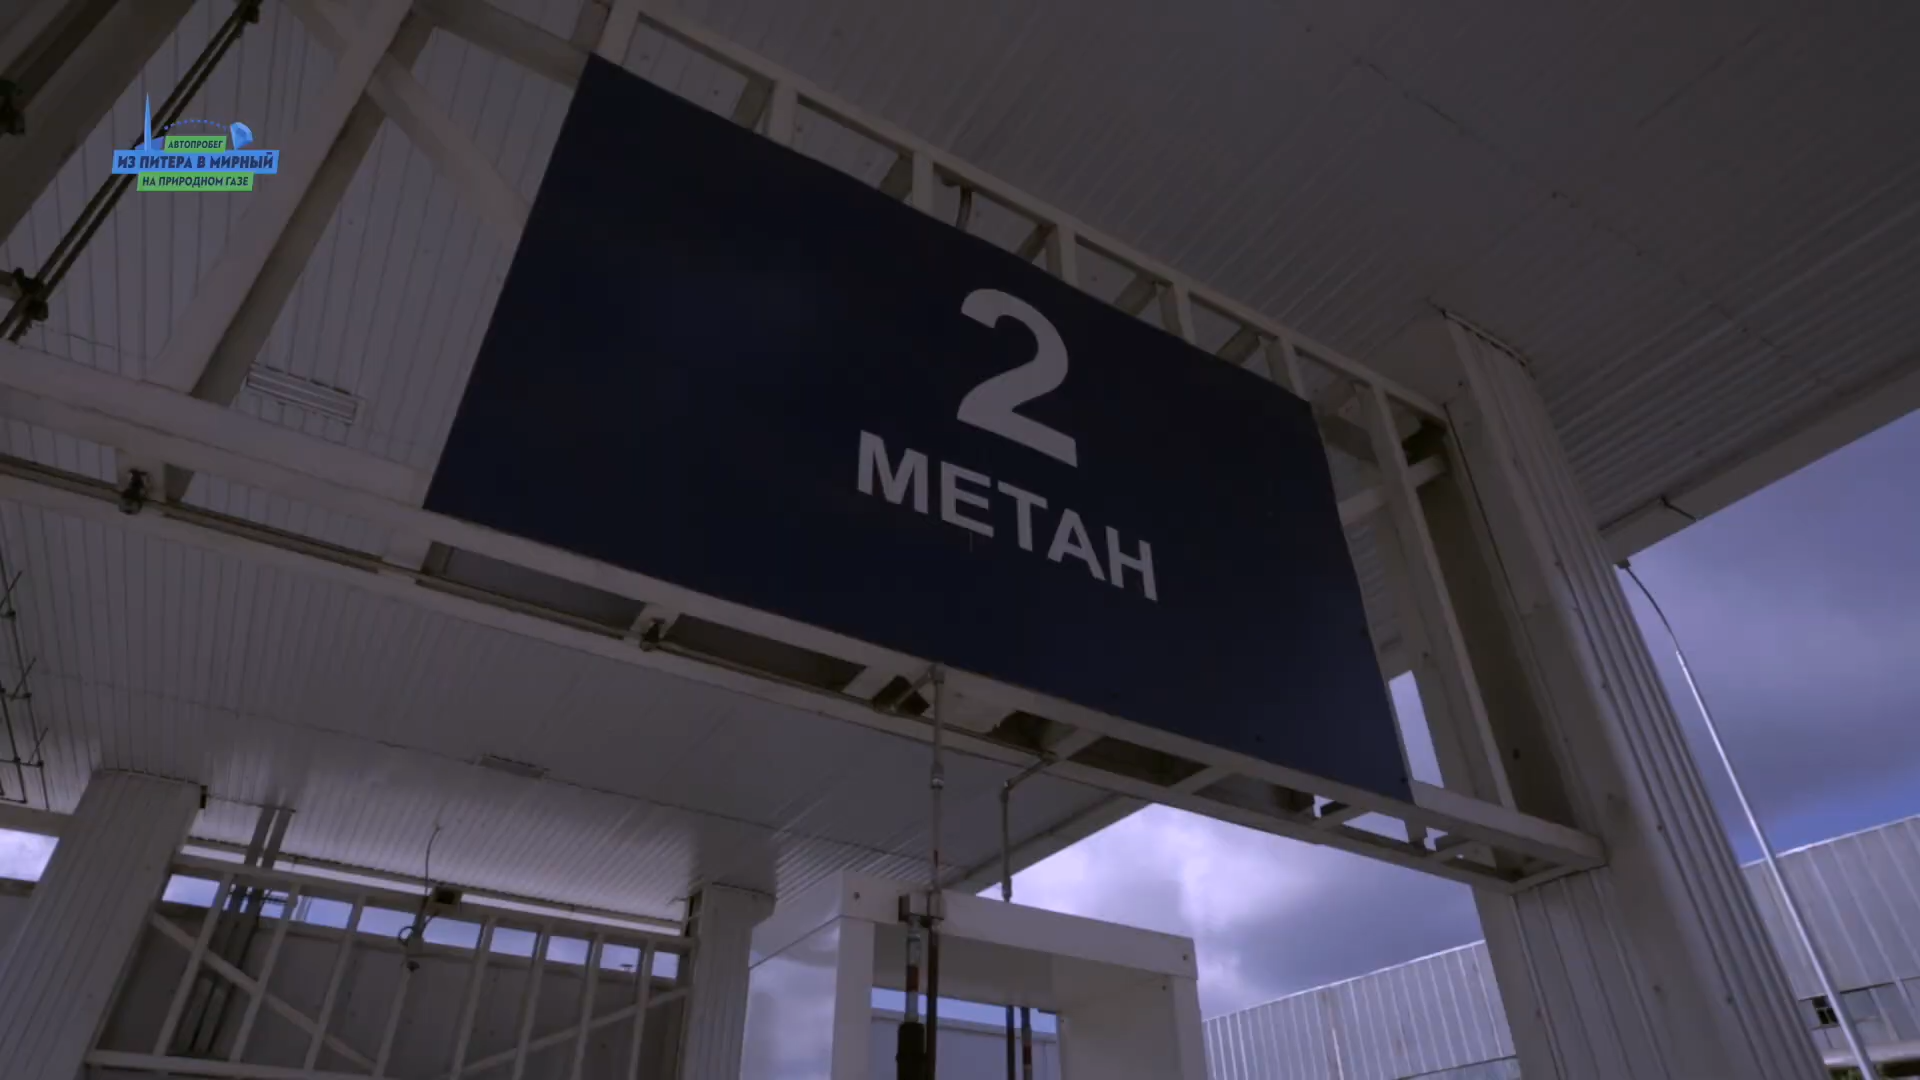 АВТОПРОБЕГ
ИЗ ПИТЕРА В МИРНЫЙ
НА ПРИРОДНОМ ГАЗЕ
2
МЕТАН